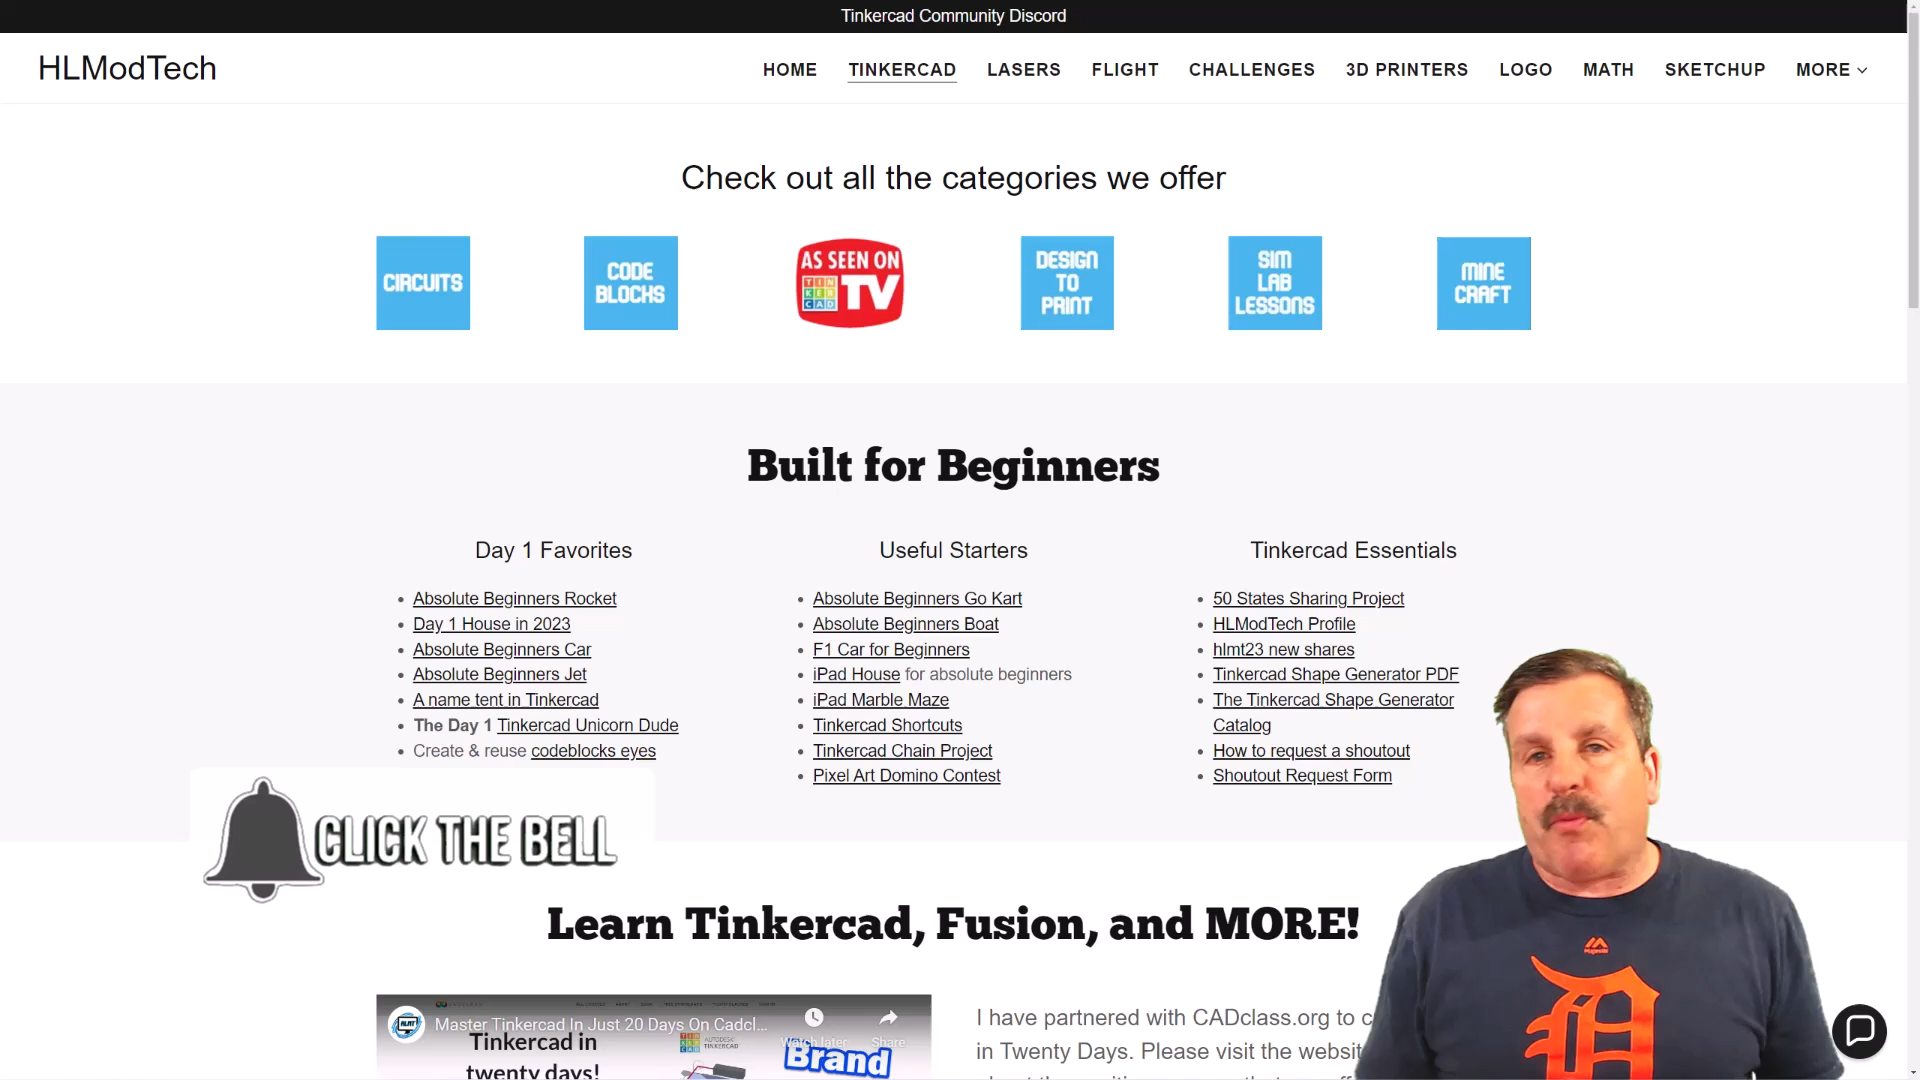 Tinkercad Community Discord
HLModTech
HOME TINKERCAD LASERS FLIGHT CHALLENGES 3D PRINTERS LOGO MATH SKETCHUP MORE
Check out all the categories we offer
CIRCUITS
CODE
BLOCKS
AS SEEN ON
TIN
KER
CAD
TV
DESIGN
TO
PRINT
SIM
LAB
LESSONS
MINE
CRAFT
Built for Beginners
Day 1 Favorites
Absolute Beginners Rocket
Day 1 House in 2023
Absolute Beginners Car
Absolute Beginners Jet
A name tent in Tinkercad
The Day 1 Tinkercad Unicorn Dude
Create & reuse codeblocks eyes
Useful Starters
Absolute Beginners Go Kart
Absolute Beginners Boat
F1 Car for Beginners
iPad House for absolute beginners
iPad Marble Maze
Tinkercad Shortcuts
Tinkercad Chain Project
Pixel Art Domino Contest
Tinkercad Essentials
50 States Sharing Project
HLModTech Profile
hlmt23 new shares
Tinkercad Shape Generator PDF
The Tinkercad Shape Generator
Catalog
How to request a shoutout
Shoutout Request Form
CLICK THE BELL
Learn Tinkercad, Fusion, and MORE!
HLMT
Master Tinkercad In Just 20 Days On Cadcl...
Watch later
Share
Tinkercad in
twenty days!
AUTODESK
TINKERCAD
Brand
I have partnered with CADclass.org to c
in Twenty Days. Please visit the websit
Majestic
D